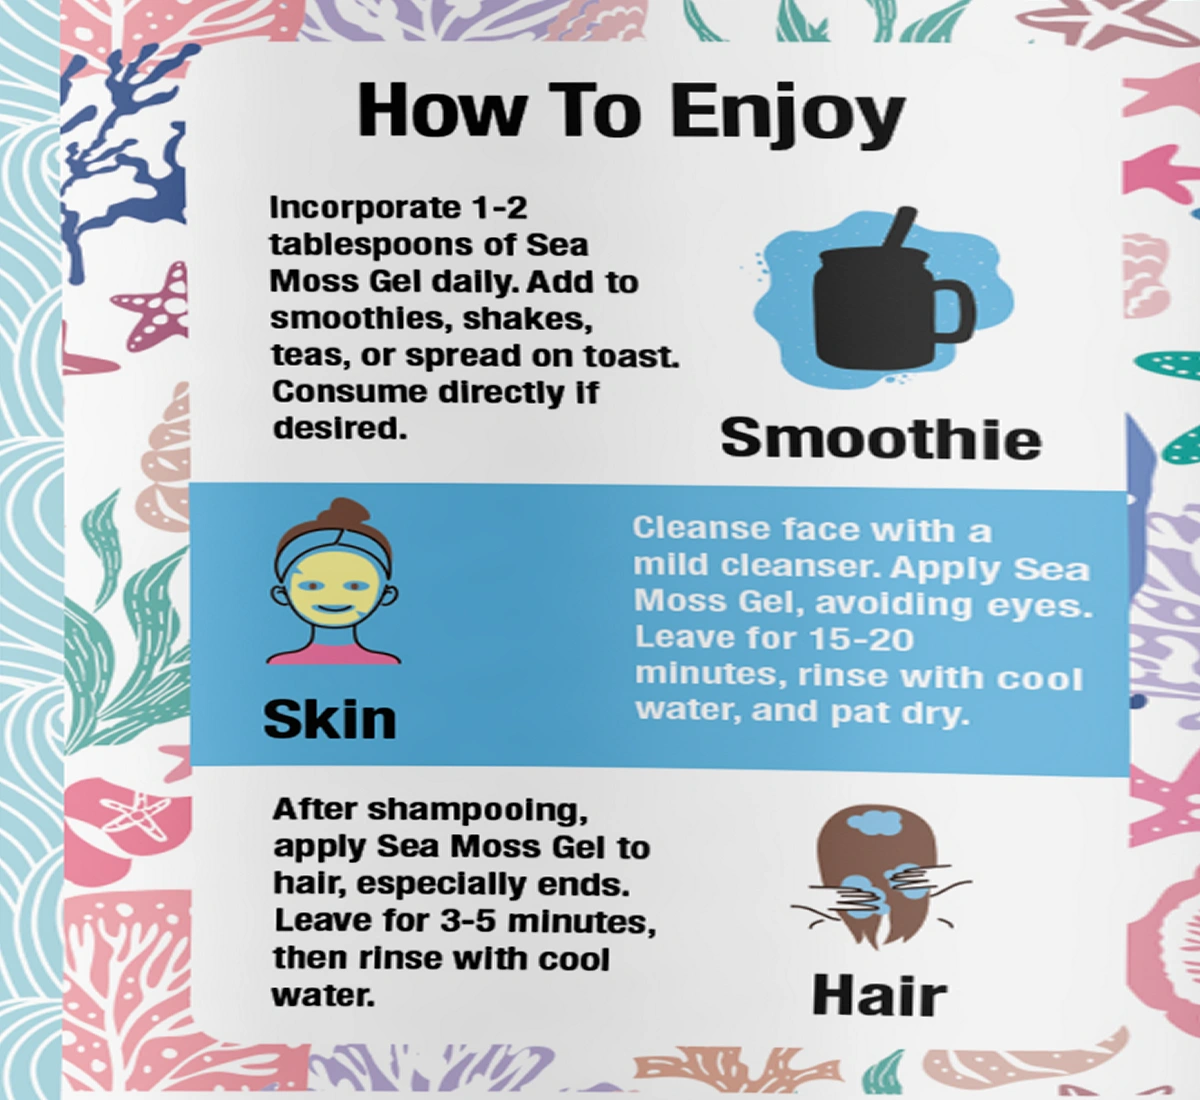 How To Enjoy
Incorporate 1-2
tablespoons of Sea
Moss Gel daily. Add to
smoothies, shakes,
teas, or spread on toast.
Consume directly if
desired.
Smoothie
Skin
Cleanse face with a
mild cleanser. Apply Sea
Moss Gel, avoiding eyes.
Leave for 15-20
minutes, rinse with cool
water, and pat dry.
After shampooing,
apply Sea Moss Gel to
hair, especially ends.
Leave for 3-5 minutes,
then rinse with cool
water.
Hair